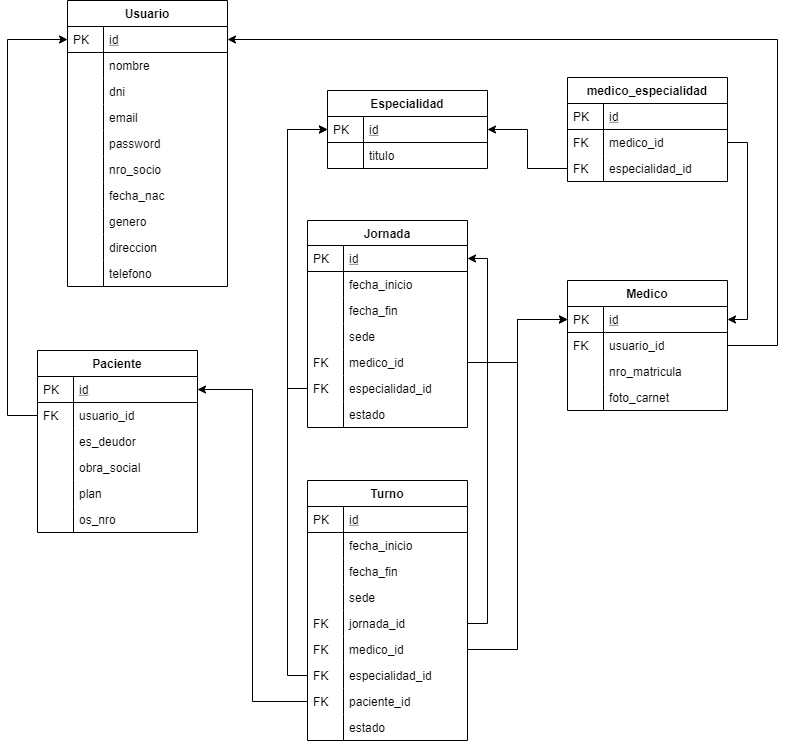 Usuario
PK id
nombre
dni
email
password
nro_socio
fecha_nac
genero
direccion
telefono
Especialidad
PK id
titulo
medico_especialidad
PK id
FK medico_id
FK especialidad_id
Jornada
PK id
fecha_inicio
fecha_fin
sede
FK medico_id
FK especialidad_id
estado
Medico
PK id
FK usuario_id
nro_matricula
foto_carnet
Paciente
PK id
FK usuario_id
es_deudor
obra_social
plan
os_nro
Turno
PK id
fecha_inicio
fecha_fin
sede
FK jornada_id
FK medico_id
FK especialidad_id
FK paciente_id
estado